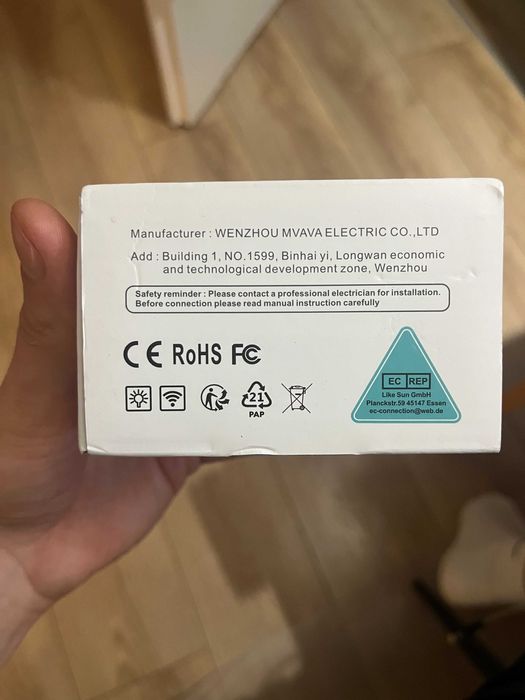 Manufacturer : WENZHOU MVAVA ELECTRIC CO.,LTD
Add : Building 1, NO.1599, Binhai yi, Longwan economic
and technological development zone, Wenzhou
Safety reminder : Please contact a professional electrician for installation.
Before connection please read manual instruction carefully
CE RoHS FC
21
PAP
EC REP
Like Sun GmbH
Planckstr.59 45147 Essen
ec-connection@web.de